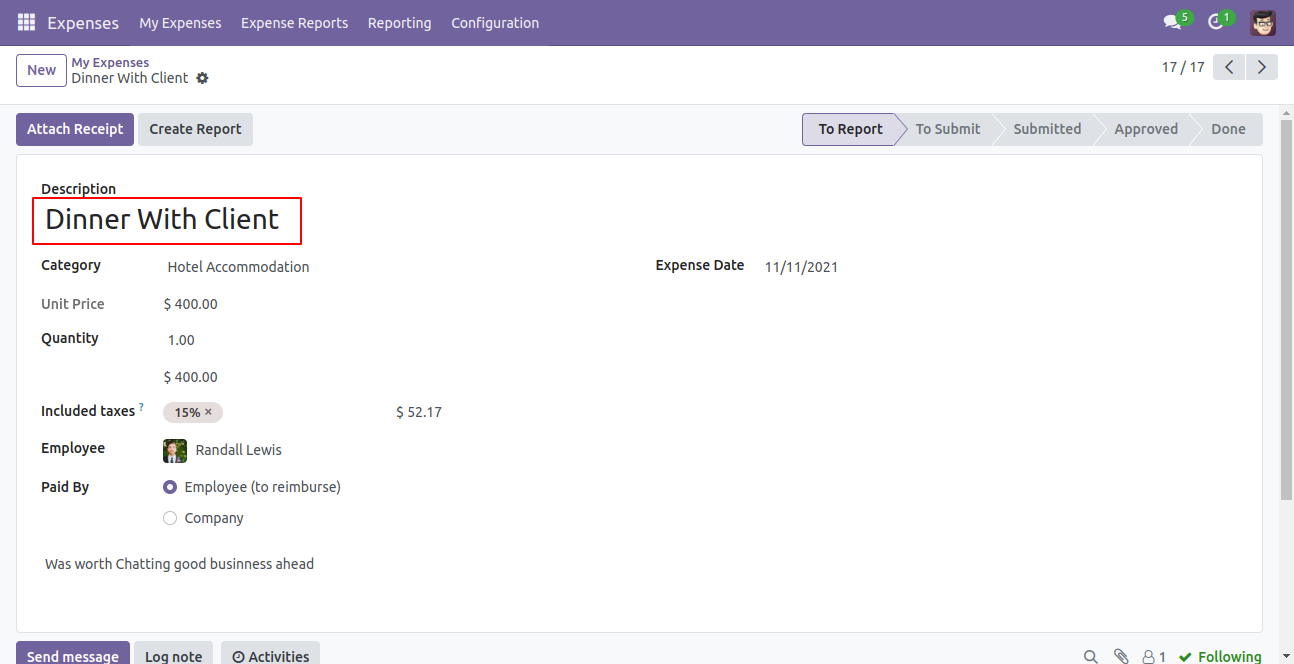 Expenses My Expenses Expense Reports Reporting Configuration 5 1
New My Expenses 17 / 17
Dinner With Client
Attach Receipt Create Report To Report To Submit Submitted Approved Done
Description
Dinner With Client
Category Hotel Accommodation Expense Date 11/11/2021
Unit Price $ 400.00
Quantity 1.00
$ 400.00
Included taxes ? 15% × $ 52.17
Employee Randall Lewis
Paid By Employee (to reimburse)
Company
Was worth Chatting good businness ahead
Send message Log note Activities 1 Following